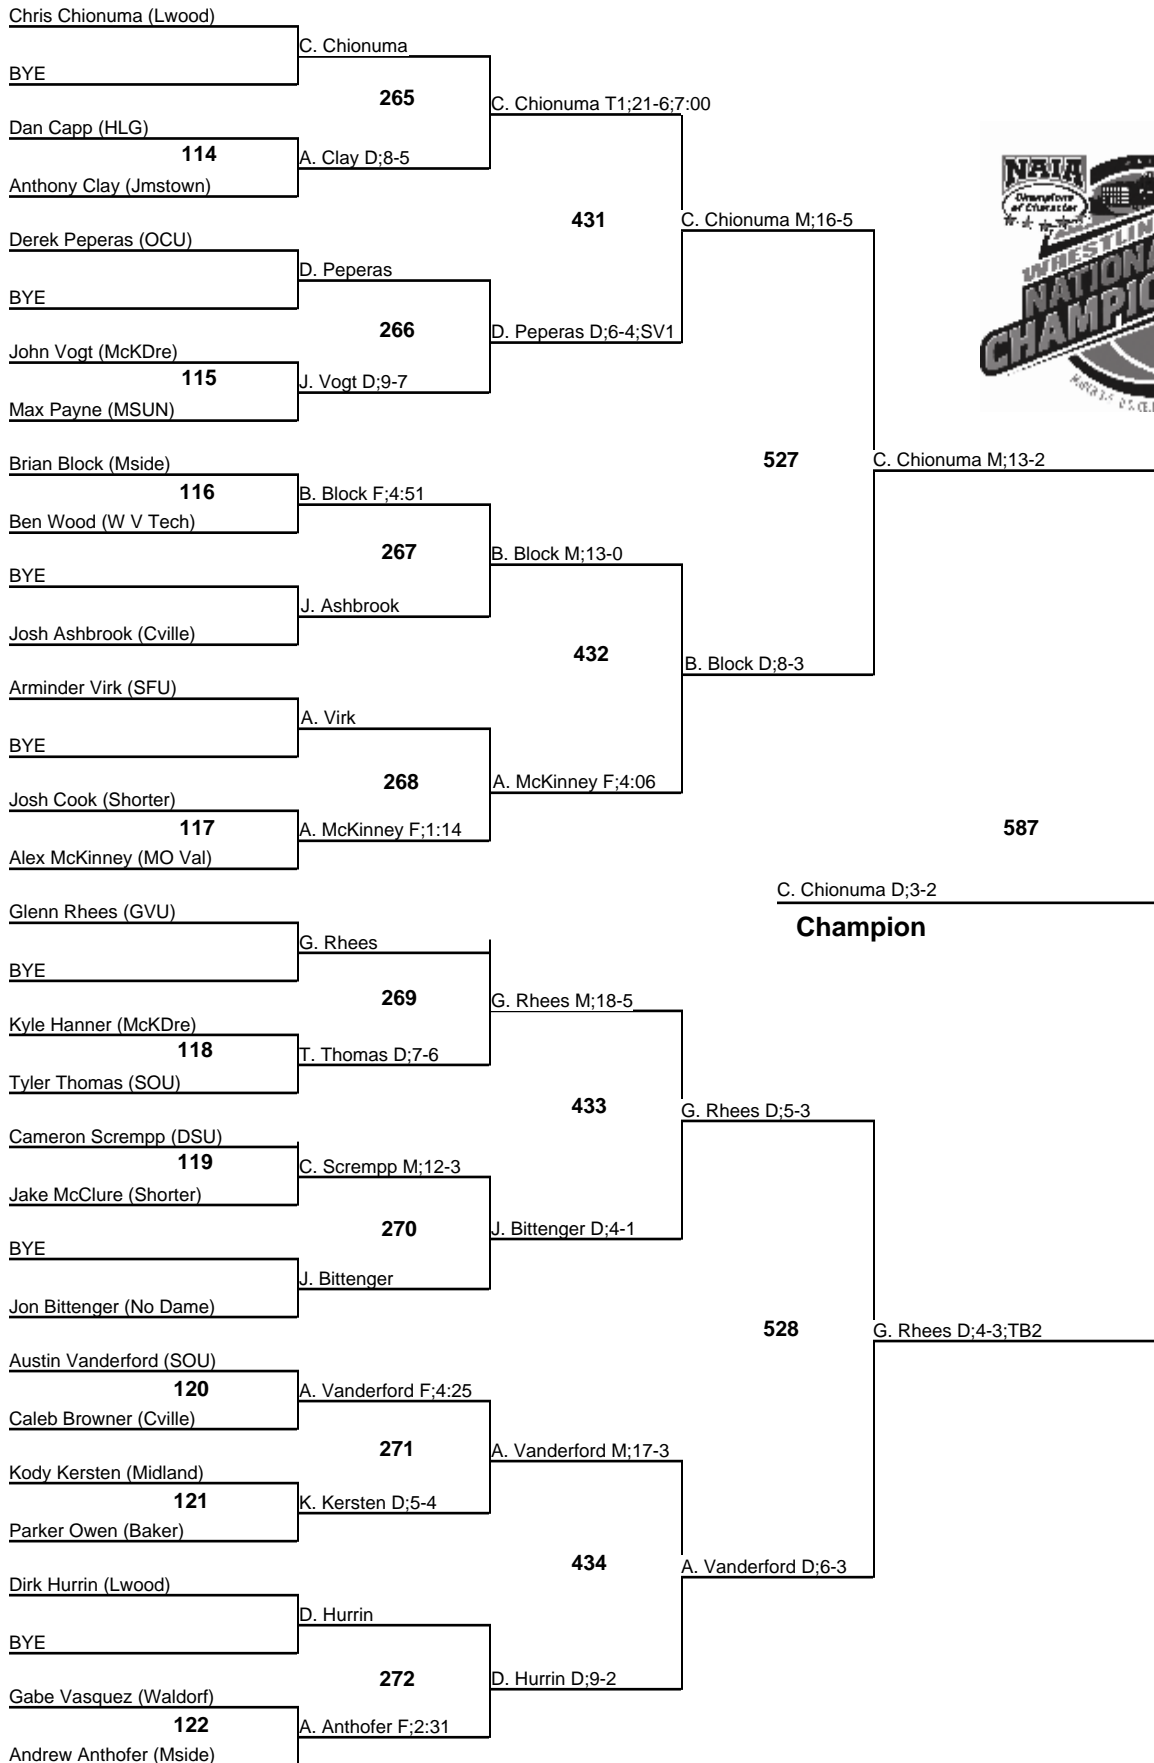 Chris Chionuma (Lwood)
C. Chionuma
BYE
265
C. Chionuma T1;21-6;7:00
Dan Capp (HLG)
114
A. Clay D;8-5
Anthony Clay (Jmstown)
431
C. Chionuma M;16-5
Derek Peperas (OCU)
D. Peperas
BYE
266
D. Peperas D;6-4;SV1
John Vogt (McKDre)
115
J. Vogt D;9-7
Max Payne (MSUN)
NAIA
Champions
of Character
WRESTLIN
NATIONA
CHAMPIO
527
C. Chionuma M;13-2
Brian Block (Mside)
116
B. Block F;4:51
Ben Wood (W V Tech)
267
B. Block M;13-0
BYE
J. Ashbrook
Josh Ashbrook (Cville)
432
B. Block D;8-3
Arminder Virk (SFU)
A. Virk
BYE
268
A. McKinney F;4:06
Josh Cook (Shorter)
117
A. McKinney F;1:14
Alex McKinney (MO Val)
587
C. Chionuma D;3-2
Champion
Glenn Rhees (GVU)
G. Rhees
BYE
269
G. Rhees M;18-5
Kyle Hanner (McKDre)
118
T. Thomas D;7-6
Tyler Thomas (SOU)
433
G. Rhees D;5-3
Cameron Scrempp (DSU)
119
C. Scrempp M;12-3
Jake McClure (Shorter)
270
J. Bittenger D;4-1
BYE
J. Bittenger
Jon Bittenger (No Dame)
528
G. Rhees D;4-3;TB2
Austin Vanderford (SOU)
120
A. Vanderford F;4:25
Caleb Browner (Cville)
271
A. Vanderford M;17-3
Kody Kersten (Midland)
121
K. Kersten D;5-4
Parker Owen (Baker)
434
A. Vanderford D;6-3
Dirk Hurrin (Lwood)
D. Hurrin
BYE
272
D. Hurrin D;9-2
Gabe Vasquez (Waldorf)
122
A. Anthofer F;2:31
Andrew Anthofer (Mside)